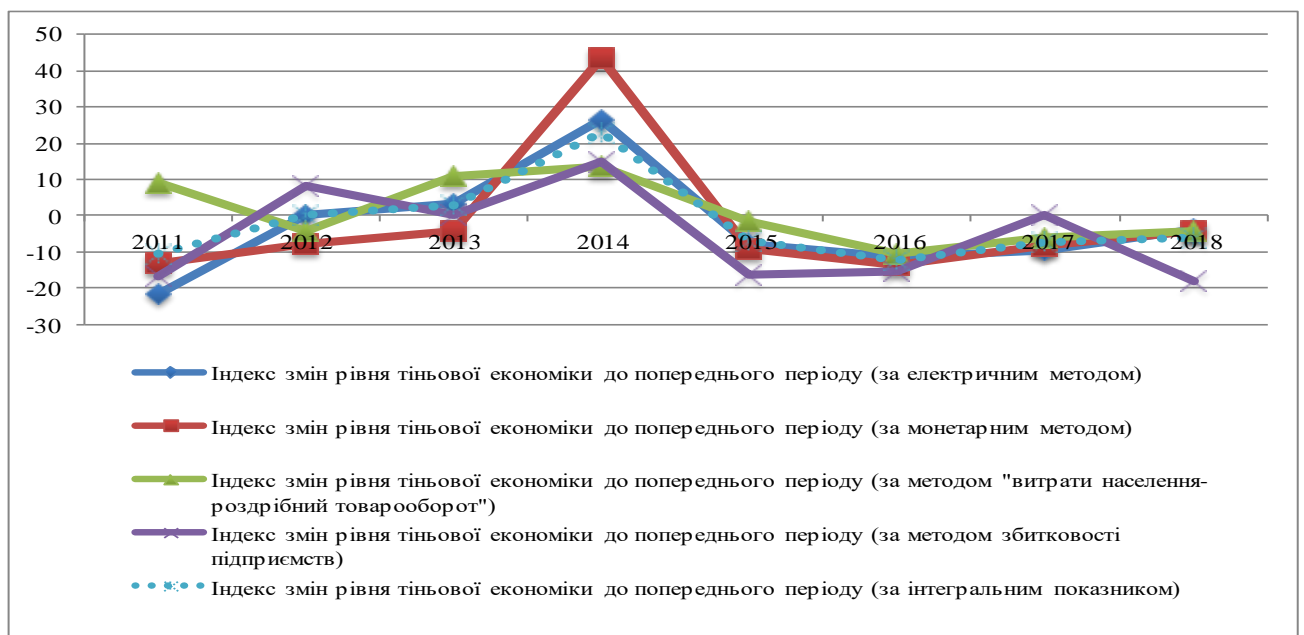 50
40
30
20
10
0
-10
-20
-30
2011 2012 2013 2014 2015 2016 2017 2018
Індекс змін рівня тіньової економіки до попереднього періоду (за електричним методом)
Індекс змін рівня тіньової економіки до попереднього періоду (за монетарним методом)
Індекс змін рівня тіньової економіки до попереднього періоду (за методом "витрати населення-
роздрібний товарооборот")
Індекс змін рівня тіньової економіки до попереднього періоду (за методом збитковості
підприємств)
Індекс змін рівня тіньової економіки до попереднього періоду (за інтегральним показником)